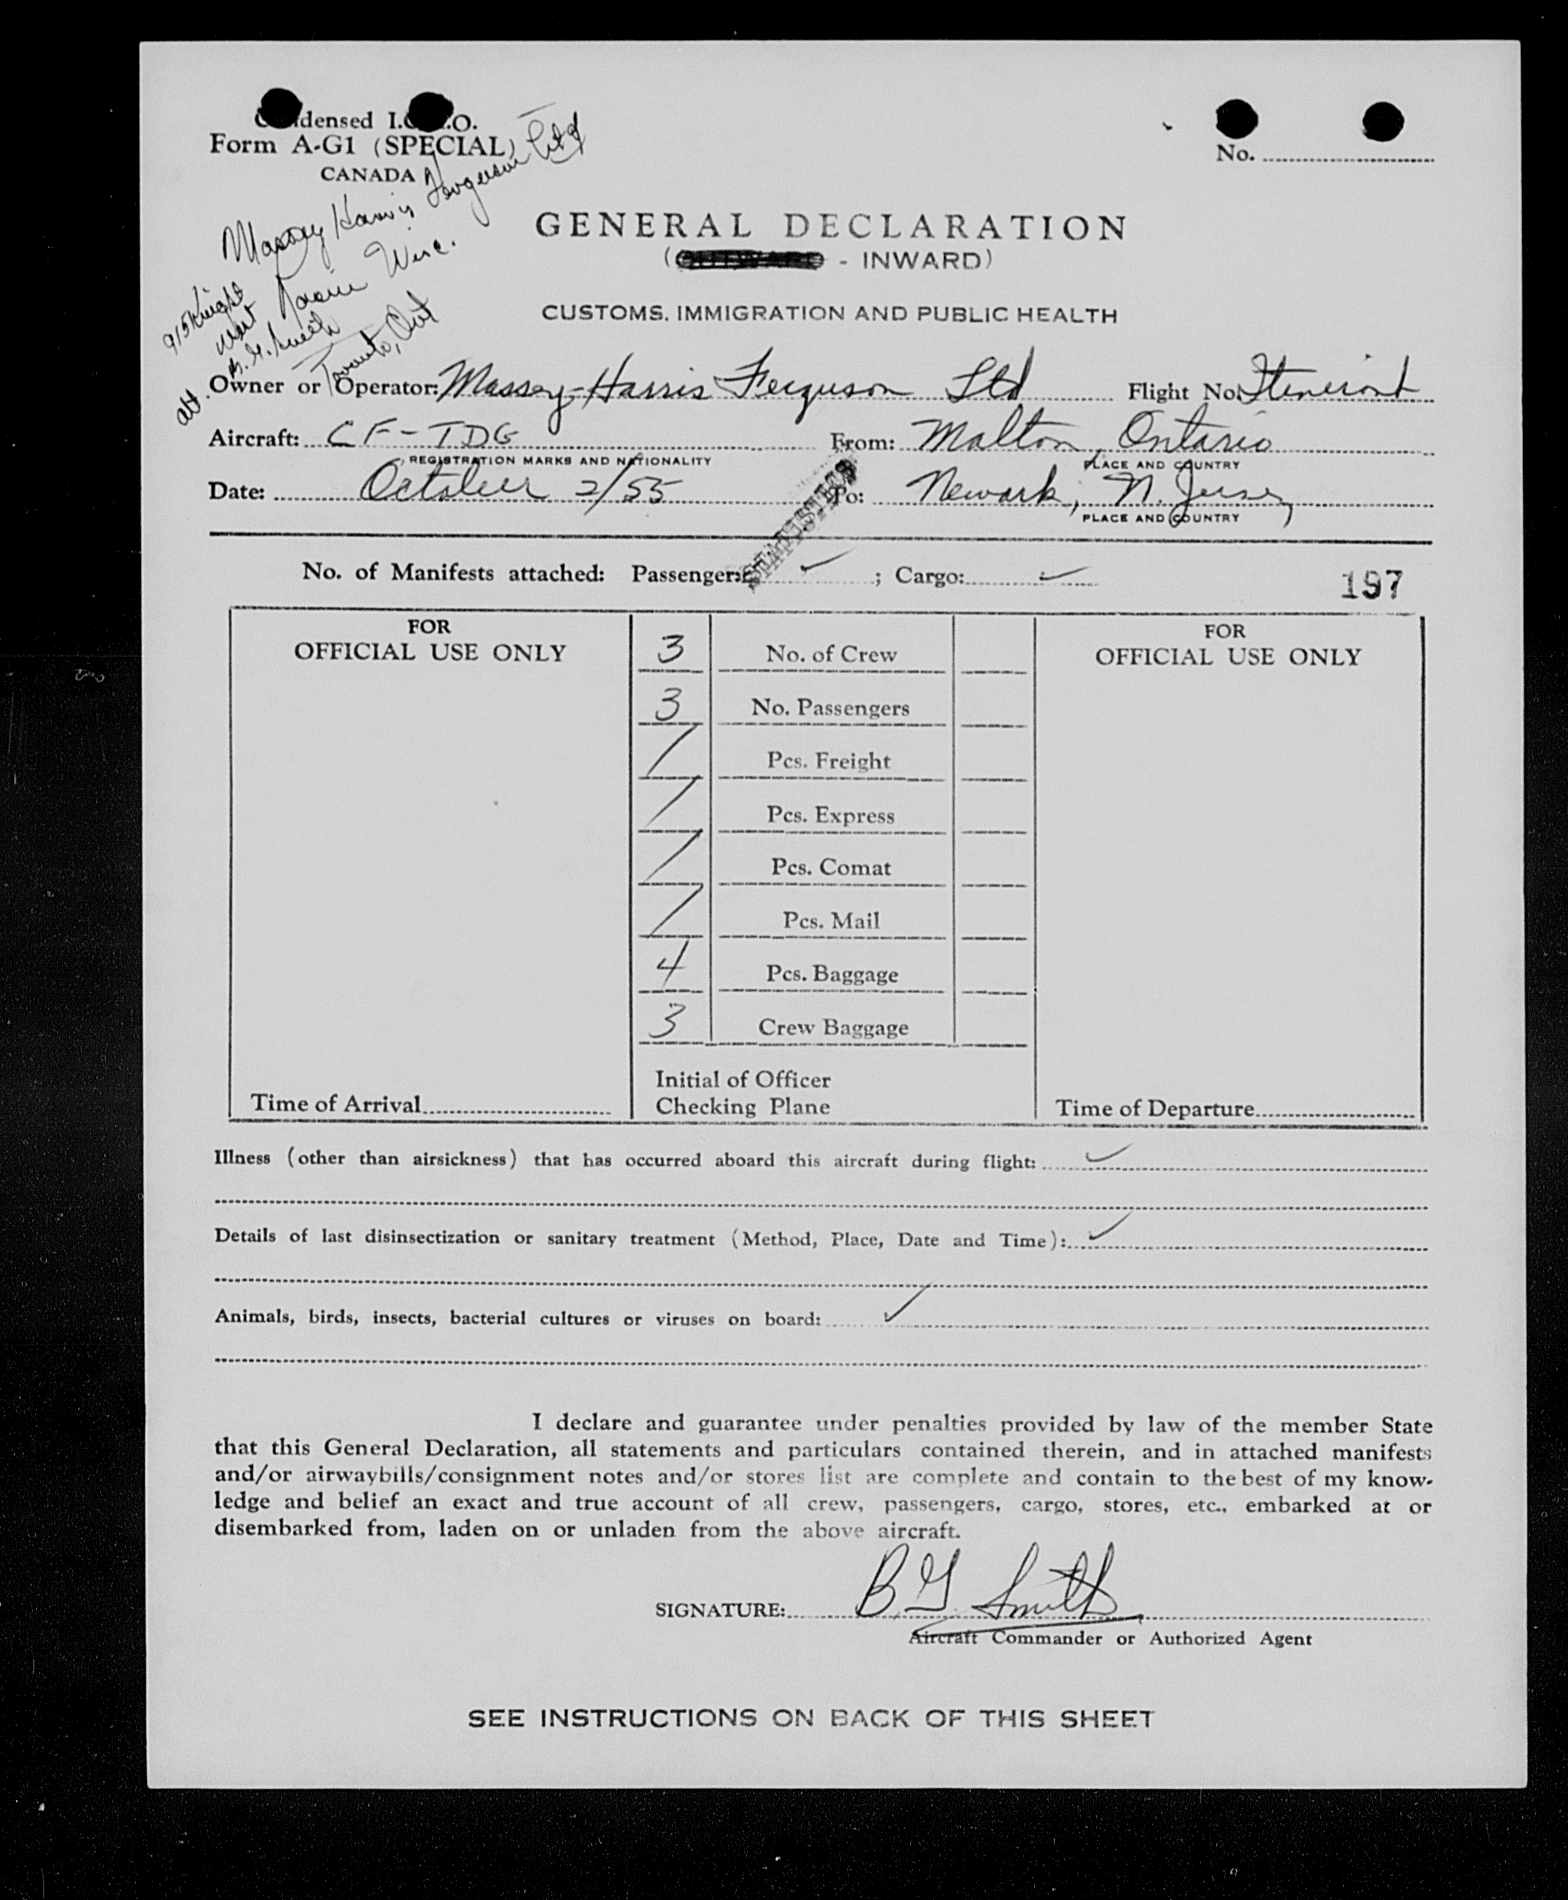 densed I. .O.
Form A-G1 (SPECIAL)
CANADA
No.
Massey Harris Ferguson Ltd
Racine Wisc.
915 Knight
West
Att. B. G. Smith
Toronto, Ont
GENERAL DECLARATION
( - INWARD)
CUSTOMS, IMMIGRATION AND PUBLIC HEALTH
Owner or Operator: Massey-Harris Ferguson Ltd Flight No. Itinerant
Aircraft: CF-TDG From: Malton, Ontario
REGISTRATION MARKS AND NATIONALITY PLACE AND COUNTRY
Date: October 2/55 To: Newark, N. Jersey
PLACE AND COUNTRY
STATISTICS
No. of Manifests attached: Passenger: ✓ ; Cargo: ✓ 197
FOR OFFICIAL USE ONLY
3 No. of Crew
3 No. Passengers
/ Pcs. Freight
/ Pcs. Express
/ Pcs. Comat
/ Pcs. Mail
4 Pcs. Baggage
3 Crew Baggage
Initial of Officer
Checking Plane
Time of Arrival
FOR OFFICIAL USE ONLY
Time of Departure
Illness (other than airsickness) that has occurred aboard this aircraft during flight: ✓
Details of last disinsectization or sanitary treatment (Method, Place, Date and Time): ✓
Animals, birds, insects, bacterial cultures or viruses on board: ✓
I declare and guarantee under penalties provided by law of the member State
that this General Declaration, all statements and particulars contained therein, and in attached manifests
and/or airwaybills/consignment notes and/or stores list are complete and contain to the best of my know-
ledge and belief an exact and true account of all crew, passengers, cargo, stores, etc., embarked at or
disembarked from, laden on or unladen from the above aircraft.
SIGNATURE: B. G. Smith
Aircraft Commander or Authorized Agent
SEE INSTRUCTIONS ON BACK OF THIS SHEET